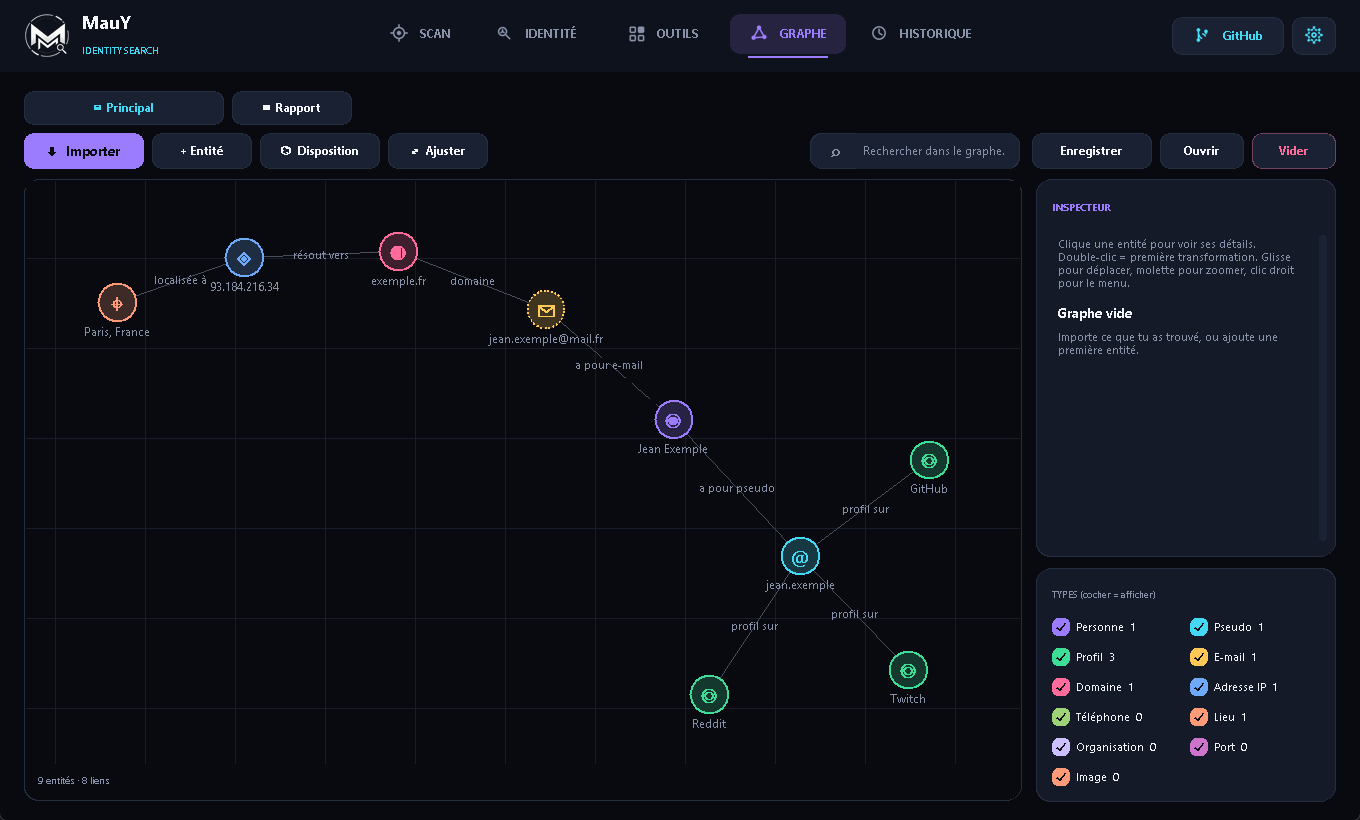 MauY
IDENTITY SEARCH
SCAN
IDENTITÉ
OUTILS
GRAPHE
HISTORIQUE
GitHub
Principal
Rapport
Importer
+ Entité
Disposition
Ajuster
Rechercher dans le graphe.
Enregistrer
Ouvrir
Vider
résout vers
localisée à
93.184.216.34
exemple.fr
domaine
Paris, France
jean.exemple@mail.fr
a pour e-mail
Jean Exemple
a pour pseudo
GitHub
profil sur
@
jean.exemple
profil sur
profil sur
Twitch
Reddit
9 entités · 8 liens
INSPECTEUR
Clique une entité pour voir ses détails.
Double-clic = première transformation. Glisse
pour déplacer, molette pour zoomer, clic droit
pour le menu.
Graphe vide
Importe ce que tu as trouvé, ou ajoute une
première entité.
TYPES (cocher = afficher)
Personne 1
Pseudo 1
Profil 3
E-mail 1
Domaine 1
Adresse IP 1
Téléphone 0
Lieu 1
Organisation 0
Port 0
Image 0